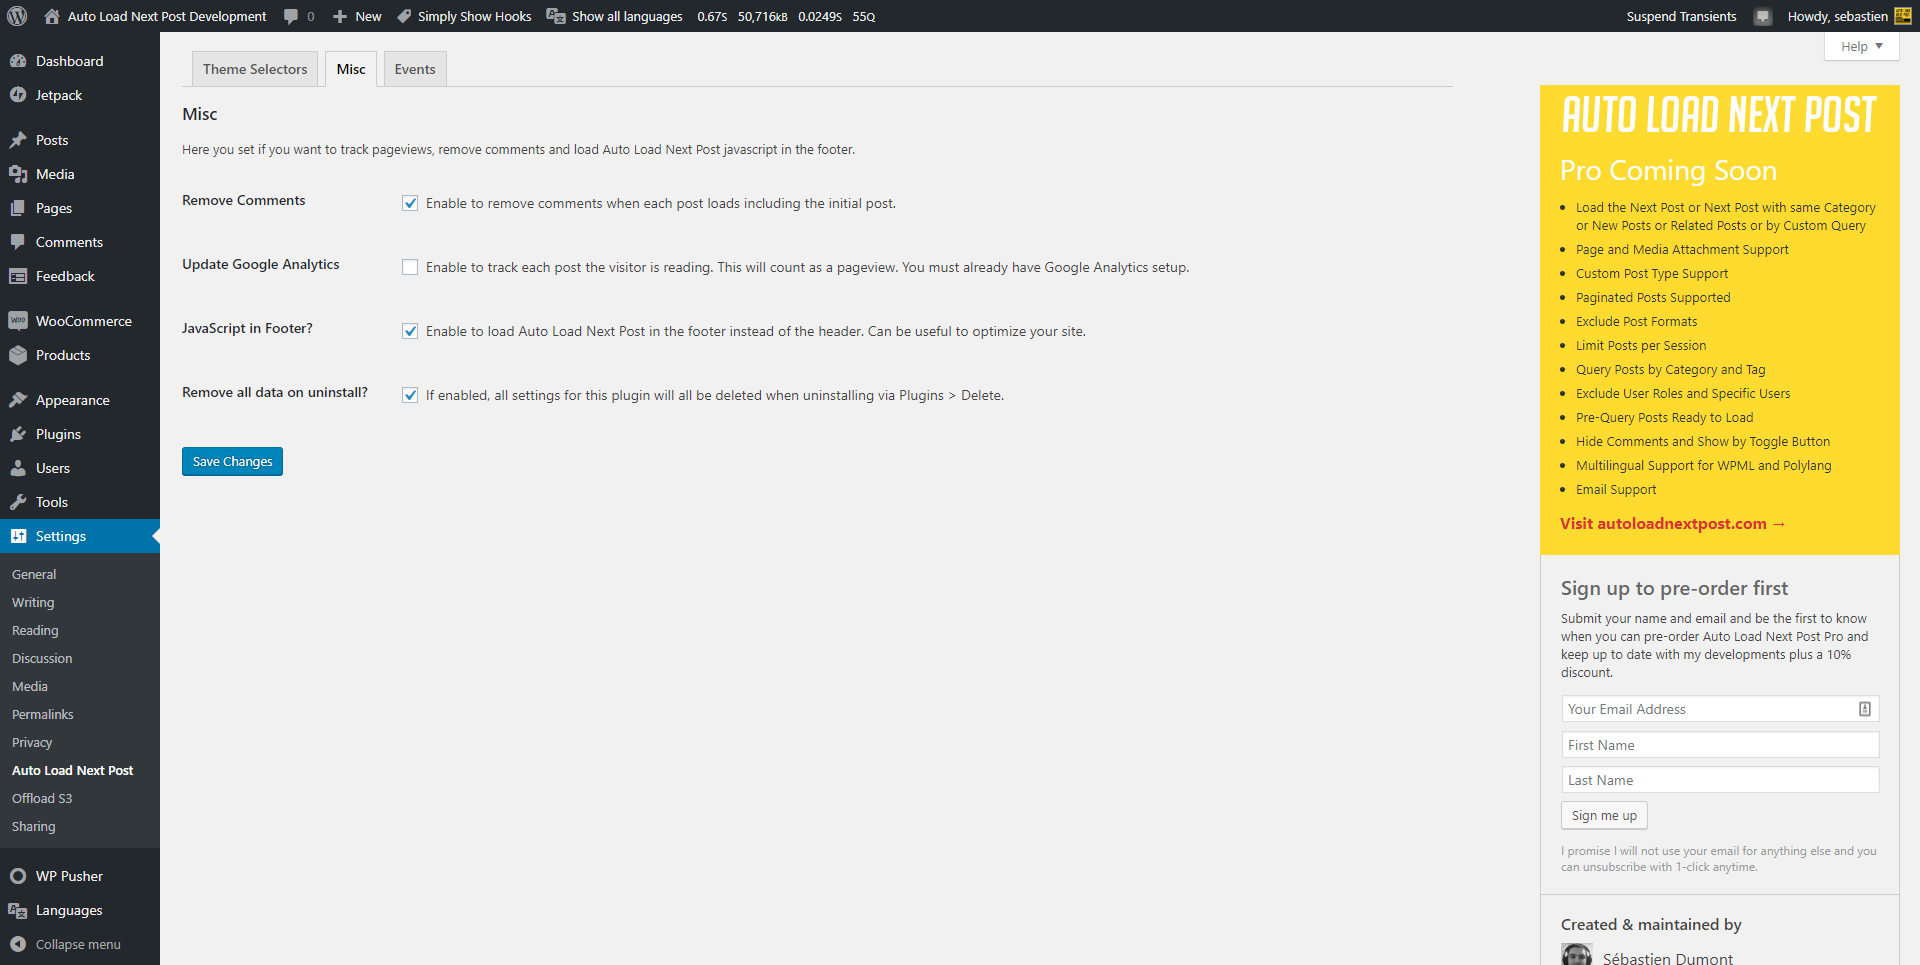 Auto Load Next Post Development 0 New Simply Show Hooks Show all languages 0.67S 50,716KB 0.0249S 55Q Suspend Transients Howdy, sebastien
Help
Dashboard
Jetpack
Posts
Media
Pages
Comments
Feedback
WooCommerce
Products
Appearance
Plugins
Users
Tools
Settings
General
Writing
Reading
Discussion
Media
Permalinks
Privacy
Auto Load Next Post
Offload S3
Sharing
WP Pusher
Languages
Collapse menu
Theme Selectors Misc Events
Misc
Here you set if you want to track pageviews, remove comments and load Auto Load Next Post javascript in the footer.
Remove Comments Enable to remove comments when each post loads including the initial post.
Update Google Analytics Enable to track each post the visitor is reading. This will count as a pageview. You must already have Google Analytics setup.
JavaScript in Footer? Enable to load Auto Load Next Post in the footer instead of the header. Can be useful to optimize your site.
Remove all data on uninstall? If enabled, all settings for this plugin will all be deleted when uninstalling via Plugins > Delete.
Save Changes
AUTO LOAD NEXT POST
Pro Coming Soon
• Load the Next Post or Next Post with same Category
or New Posts or Related Posts or by Custom Query
• Page and Media Attachment Support
• Custom Post Type Support
• Paginated Posts Supported
• Exclude Post Formats
• Limit Posts per Session
• Query Posts by Category and Tag
• Exclude User Roles and Specific Users
• Pre-Query Posts Ready to Load
• Hide Comments and Show by Toggle Button
• Multilingual Support for WPML and Polylang
• Email Support
Visit autoloadnextpost.com →
Sign up to pre-order first
Submit your name and email and be the first to know
when you can pre-order Auto Load Next Post Pro and
keep up to date with my developments plus a 10%
discount.
Your Email Address
First Name
Last Name
Sign me up
I promise I will not use your email for anything else and you
can unsubscribe with 1-click anytime.
Created & maintained by
Sébastien Dumont